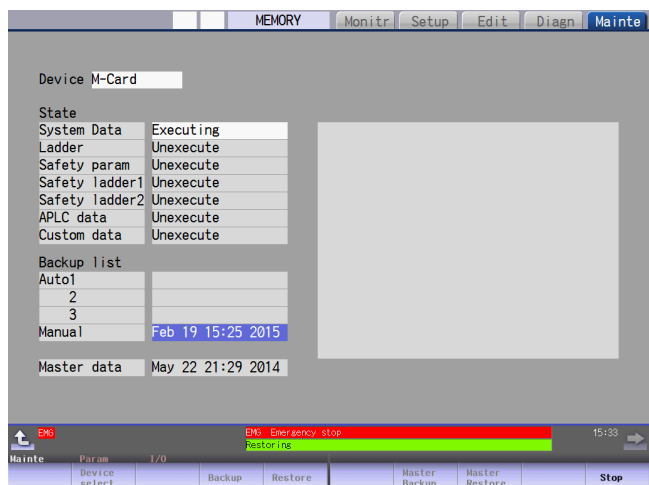 MEMORY Monitr Setup Edit Diagn Mainte
Device M-Card
State
System Data Executing
Ladder Unexecute
Safety param Unexecute
Safety ladder1 Unexecute
Safety ladder2 Unexecute
APLC data Unexecute
Custom data Unexecute
Backup list
Auto1
2
3
Manual Feb 19 15:25 2015
Master data May 22 21:29 2014
EMG EMG Emergency stop 15:33
Restoring
Mainte Param I/O
Device select Backup Restore Master Backup Master Restore Stop